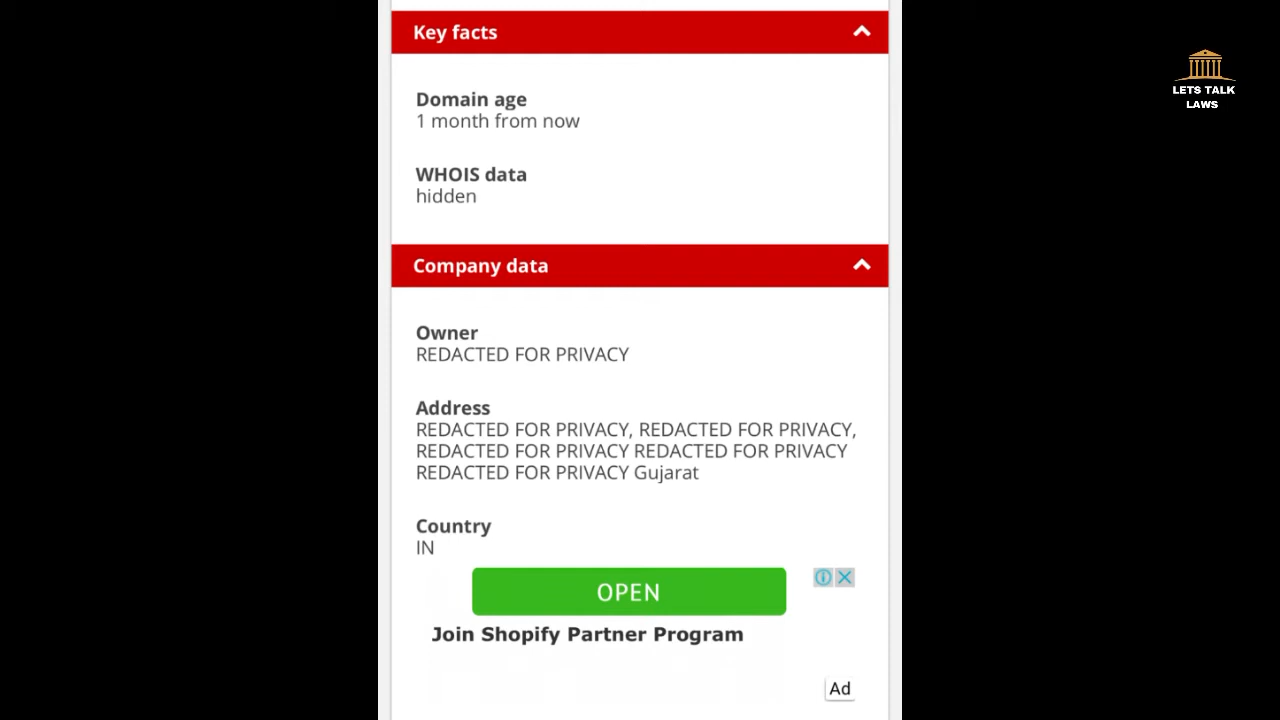 Key facts
LETS TALK
LAWS
Domain age
1 month from now
WHOIS data
hidden
Company data
Owner
REDACTED FOR PRIVACY
Address
REDACTED FOR PRIVACY, REDACTED FOR PRIVACY,
REDACTED FOR PRIVACY REDACTED FOR PRIVACY
REDACTED FOR PRIVACY Gujarat
Country
IN
OPEN
Join Shopify Partner Program
Ad